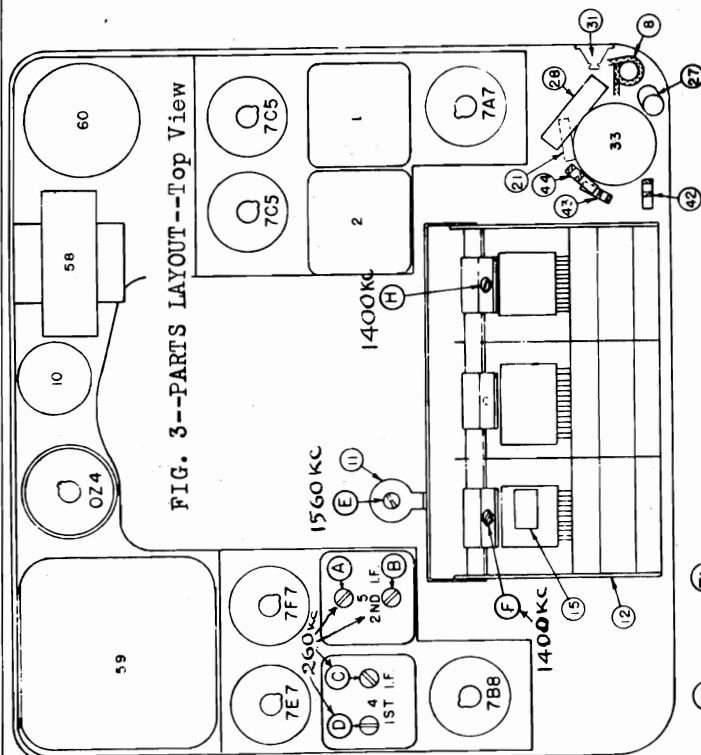 FIG. 3--PARTS LAYOUT--Top View
60
58
10
OZ4
59
7C5
7C5
1
2
7A7
31
8
28
27
33
21
44
43
42
1400KC
H
1560KC
11
E
7F7
7E7
260KC
A
5
2ND I.F.
B
C
D
4
1ST I.F.
7B8
F
1400KC
15
12